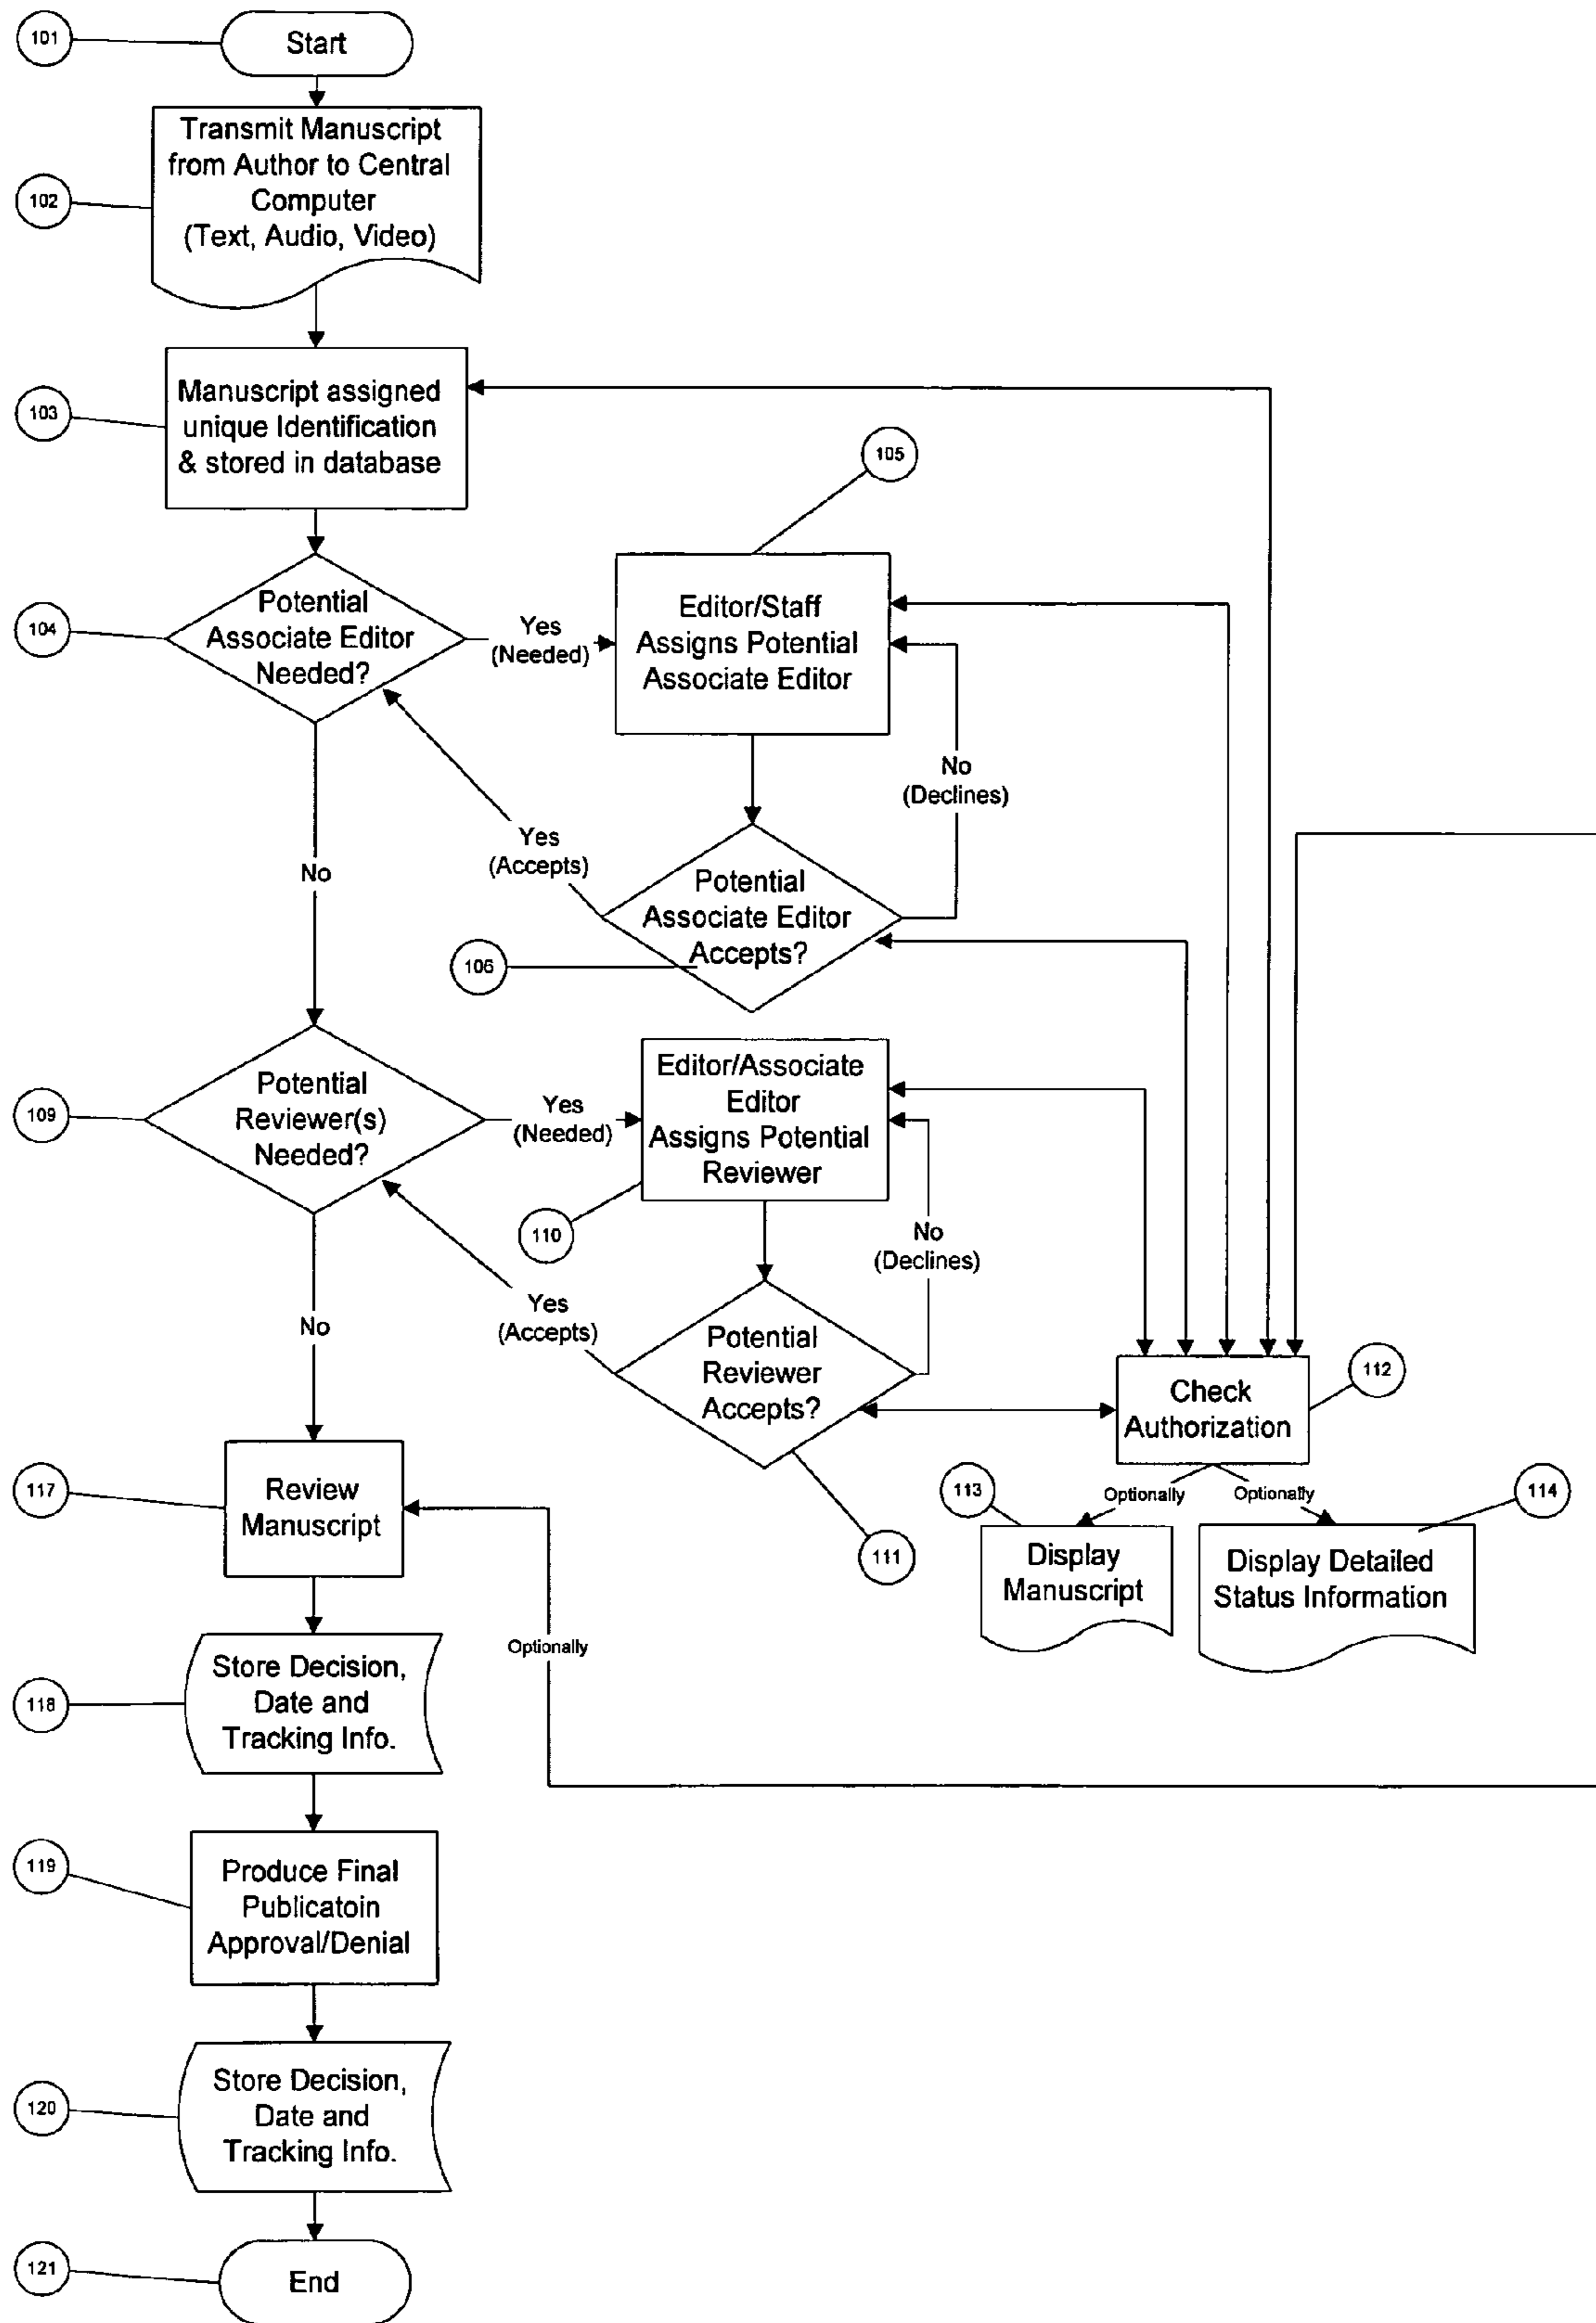 101
Start
Transmit Manuscript
from Author to Central
Computer
(Text, Audio, Video)
102
Manuscript assigned
unique Identification
& stored in database
103
105
Potential
Associate Editor
Needed?
104
Yes
(Needed)
Editor/Staff
Assigns Potential
Associate Editor
No
(Declines)
Yes
(Accepts)
No
Potential
Associate Editor
Accepts?
106
Potential
Reviewer(s)
Needed?
109
Yes
(Needed)
Editor/Associate
Editor
Assigns Potential
Reviewer
110
No
(Declines)
Yes
(Accepts)
No
Potential
Reviewer
Accepts?
111
Check
Authorization
112
Optionally
Optionally
113
114
Display
Manuscript
Display Detailed
Status Information
117
Review
Manuscript
Optionally
118
Store Decision,
Date and
Tracking Info.
119
Produce Final
Publicatoin
Approval/Denial
120
Store Decision,
Date and
Tracking Info.
121
End